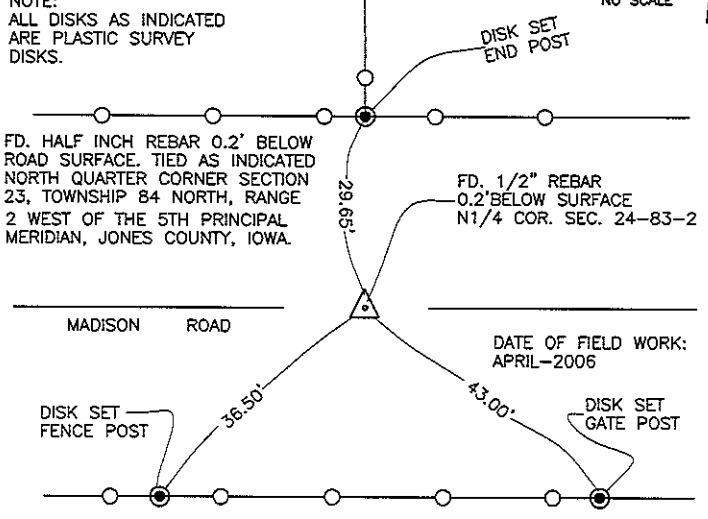 NOTE:
ALL DISKS AS INDICATED
ARE PLASTIC SURVEY
DISKS.
NO SCALE
DISK SET
END POST
FD. HALF INCH REBAR 0.2' BELOW
ROAD SURFACE. TIED AS INDICATED
NORTH QUARTER CORNER SECTION
23, TOWNSHIP 84 NORTH, RANGE
2 WEST OF THE 5TH PRINCIPAL
MERIDIAN, JONES COUNTY, IOWA.
29.65'
FD. 1/2" REBAR
0.2'BELOW SURFACE
N1/4 COR. SEC. 24-83-2
MADISON ROAD
DATE OF FIELD WORK:
APRIL-2006
36.50'
43.00'
DISK SET
FENCE POST
DISK SET
GATE POST